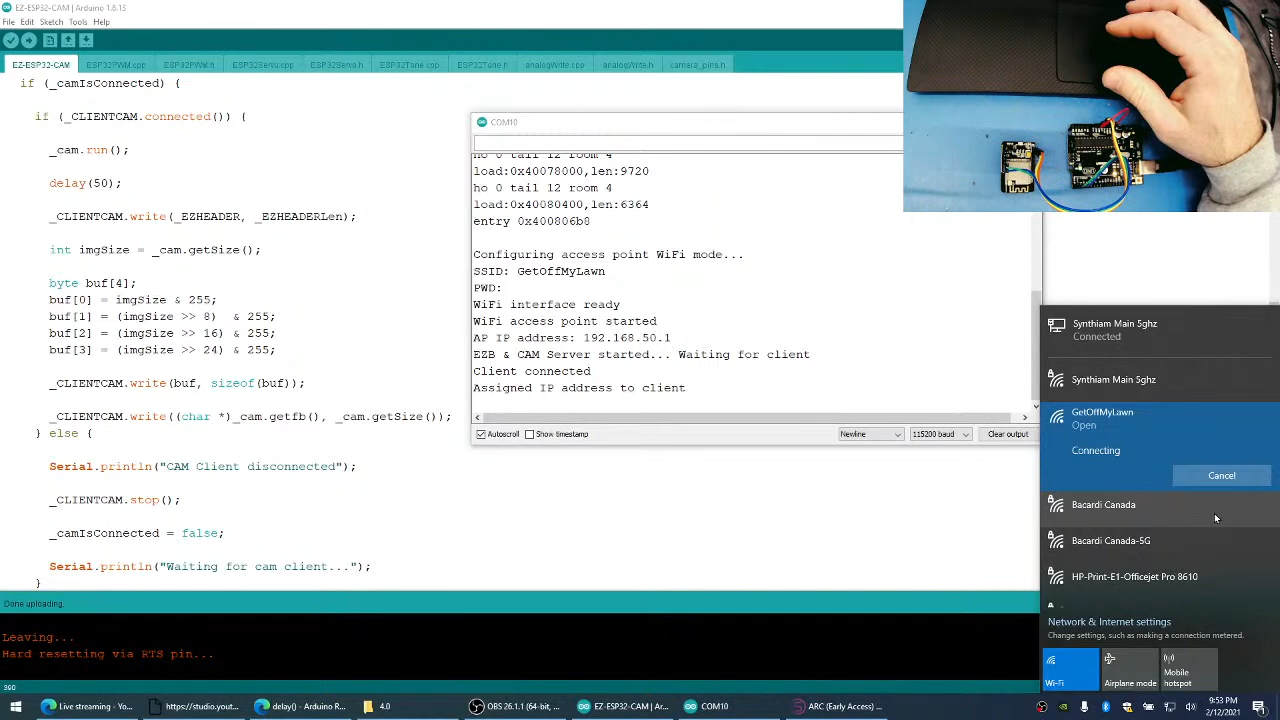 EZ-ESP32-CAM | Arduino 1.8.13
File Edit Sketch Tools Help
EZ-ESP32-CAM ESP32PWM.cpp ESP32PWM.h ESP32Servo.cpp ESP32Servo.h ESP32Tone.cpp ESP32Tone.h analogWrite.cpp analogWrite.h camera_pins.h
if (_camIsConnected) {
if (_CLIENTCAM.connected()) {
_cam.run();
delay(50);
_CLIENTCAM.write(_EZHEADER, _EZHEADERLen);
int imgSize = _cam.getSize();
byte buf[4];
buf[0] = imgSize & 255;
buf[1] = (imgSize >> 8) & 255;
buf[2] = (imgSize >> 16) & 255;
buf[3] = (imgSize >> 24) & 255;
_CLIENTCAM.write(buf, sizeof(buf));
_CLIENTCAM.write((char *)_cam.getfb(), _cam.getSize());
} else {
Serial.println("CAM Client disconnected");
_CLIENTCAM.stop();
_camIsConnected = false;
Serial.println("Waiting for cam client...");
}
Done uploading.
Leaving...
Hard resetting via RTS pin...
390
COM10
ho 0 tail 12 room 4
load:0x40078000,len:9720
ho 0 tail 12 room 4
load:0x40080400,len:6364
entry 0x400806b8
Configuring access point WiFi mode...
SSID: GetOffMyLawn
PWD:
WiFi interface ready
WiFi access point started
AP IP address: 192.168.50.1
EZB & CAM Server started... Waiting for client
Client connected
Assigned IP address to client
Autoscroll Show timestamp Newline 115200 baud Clear output
Synthiam Main 5ghz
Connected
Synthiam Main 5ghz
GetOffMyLawn
Open
Connecting
Cancel
Bacardi Canada
Bacardi Canada-5G
HP-Print-E1-Officejet Pro 8610
Network & Internet settings
Change settings, such as making a connection metered.
Wi-Fi Airplane mode Mobile hotspot
Live streaming - Yo... https://studio.yout... delay() - Arduino R... 4.0 OBS 26.1.1 (64-bit, ... EZ-ESP32-CAM | Ar... COM10 ARC (Early Access) ...
9:53 PM
2/12/2021